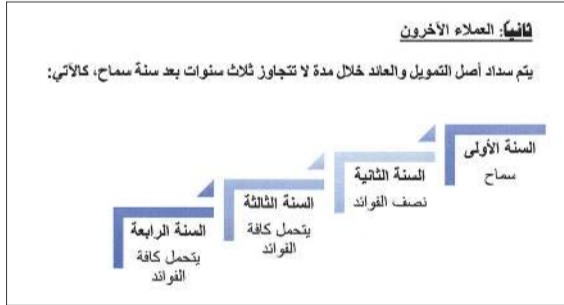 ثانياً: العملاء الآخرون
يتم سداد أصل التمويل والعائد خلال مدة لا تتجاوز ثلاث سنوات بعد سنة سماح، كالآتي:
السنة الأولى
سماح
السنة الثانية
نصف الفوائد
السنة الثالثة
يتحمل كافة
الفوائد
السنة الرابعة
يتحمل كافة
الفوائد